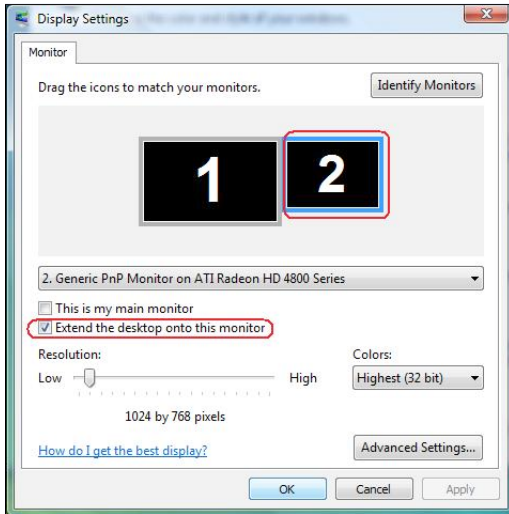 Display Settings
Monitor
Drag the icons to match your monitors.
Identify Monitors
1
2
2. Generic PnP Monitor on ATI Radeon HD 4800 Series
This is my main monitor
Extend the desktop onto this monitor
Resolution:
Colors:
Low
High
Highest (32 bit)
1024 by 768 pixels
How do I get the best display?
Advanced Settings...
OK
Cancel
Apply